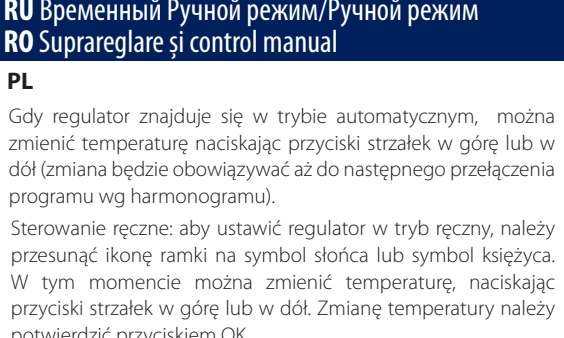 RU Временный Ручной режим/Ручной режим
RO Suprareglare și control manual
PL
Gdy regulator znajduje się w trybie automatycznym, można
zmienić temperaturę naciskając przyciski strzałek w górę lub w
dół (zmiana będzie obowiązywać aż do następnego przełączenia
programu wg harmonogramu).
Sterowanie ręczne: aby ustawić regulator w tryb ręczny, należy
przesunąć ikonę ramki na symbol słońca lub symbol księżyca.
W tym momencie można zmienić temperaturę, naciskając
przyciski strzałek w górę lub w dół. Zmianę temperatury należy
potwierdzić przyciskiem OK.